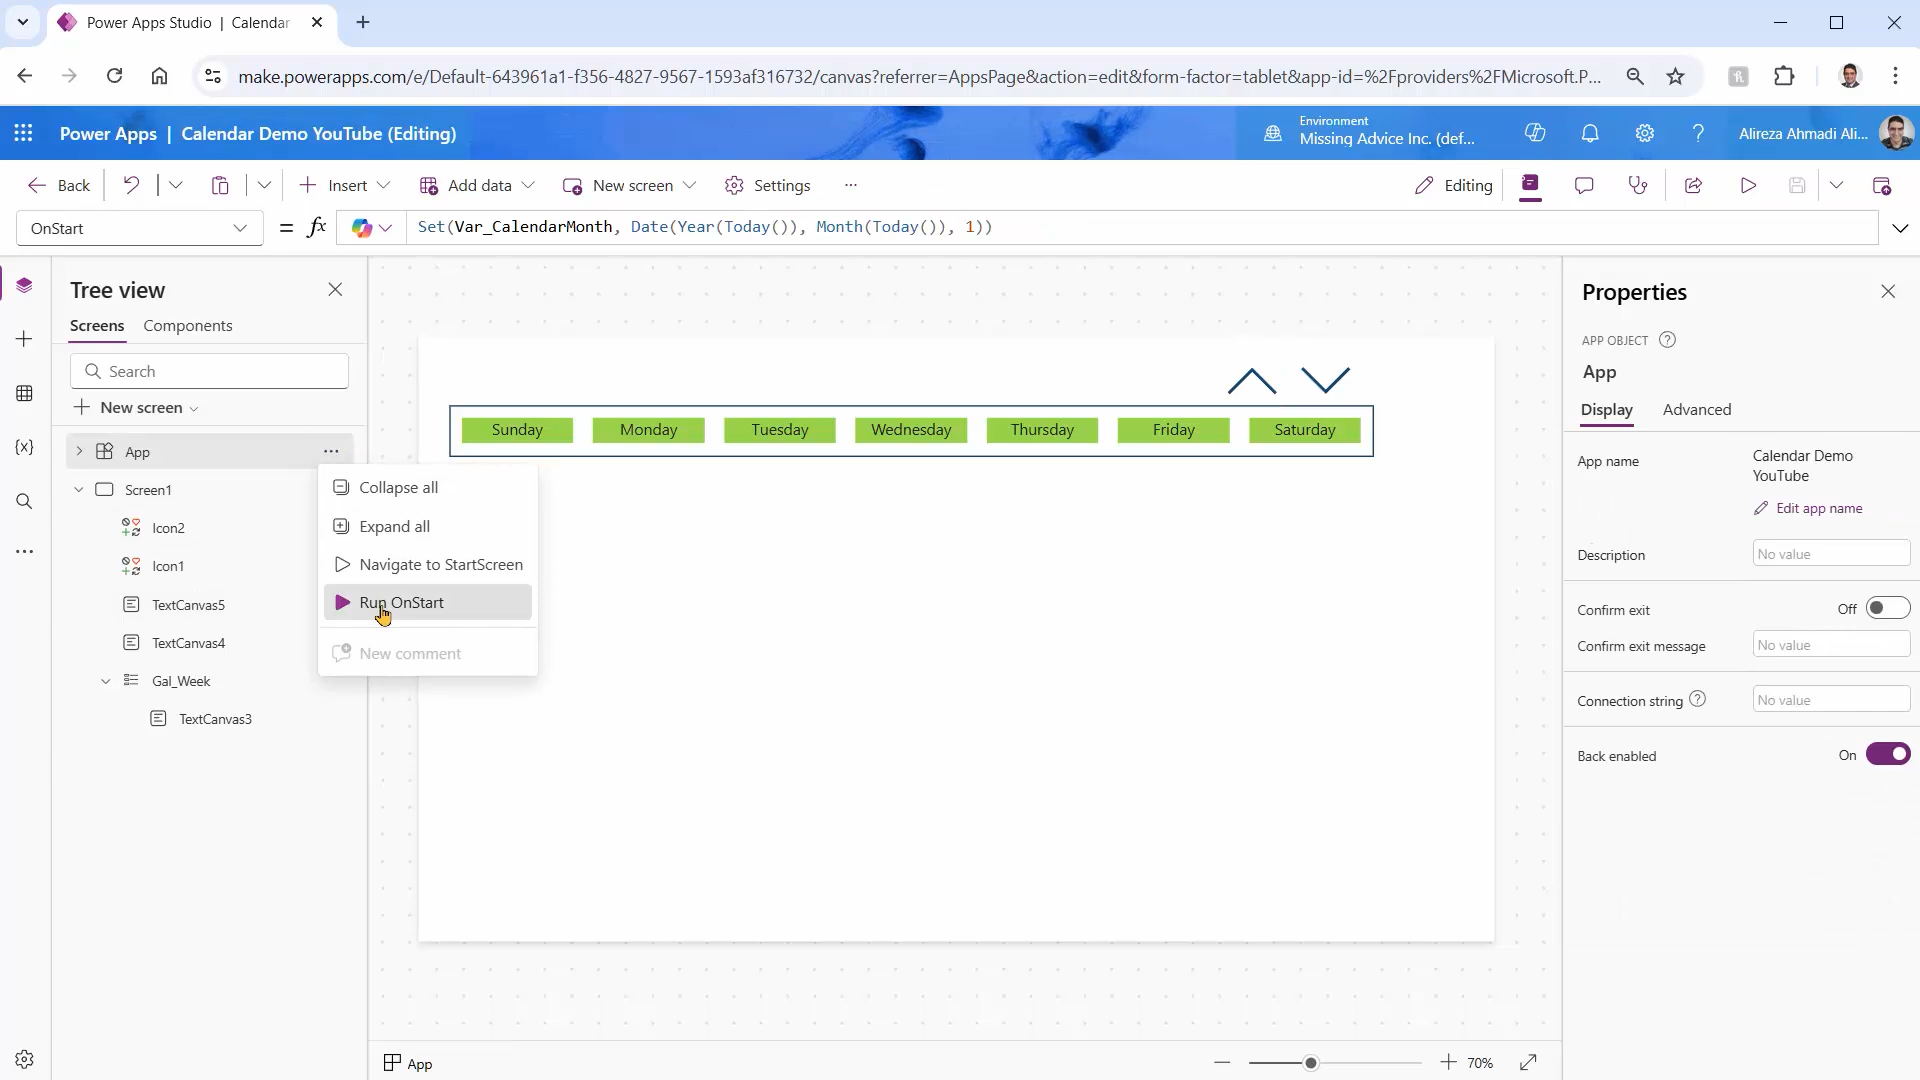 Power Apps Studio | Calendar
make.powerapps.com/e/Default-643961a1-f356-4827-9567-1593af316732/canvas?referrer=AppsPage&action=edit&form-factor=tablet&app-id=%2Fproviders%2FMicrosoft.P...
Power Apps | Calendar Demo YouTube (Editing)
Environment
Missing Advice Inc. (def...
Alireza Ahmadi Ali...
Back
Insert
Add data
New screen
Settings
Editing
OnStart
= fx
Set(Var_CalendarMonth, Date(Year(Today()), Month(Today()), 1))
Tree view
Screens
Components
Search
New screen
App
Screen1
Icon2
Icon1
TextCanvas5
TextCanvas4
Gal_Week
TextCanvas3
Collapse all
Expand all
Navigate to StartScreen
Run OnStart
New comment
Sunday
Monday
Tuesday
Wednesday
Thursday
Friday
Saturday
Properties
APP OBJECT
App
Display
Advanced
App name
Calendar Demo
YouTube
Edit app name
Description
No value
Confirm exit
Off
Confirm exit message
No value
Connection string
No value
Back enabled
On
App
70%